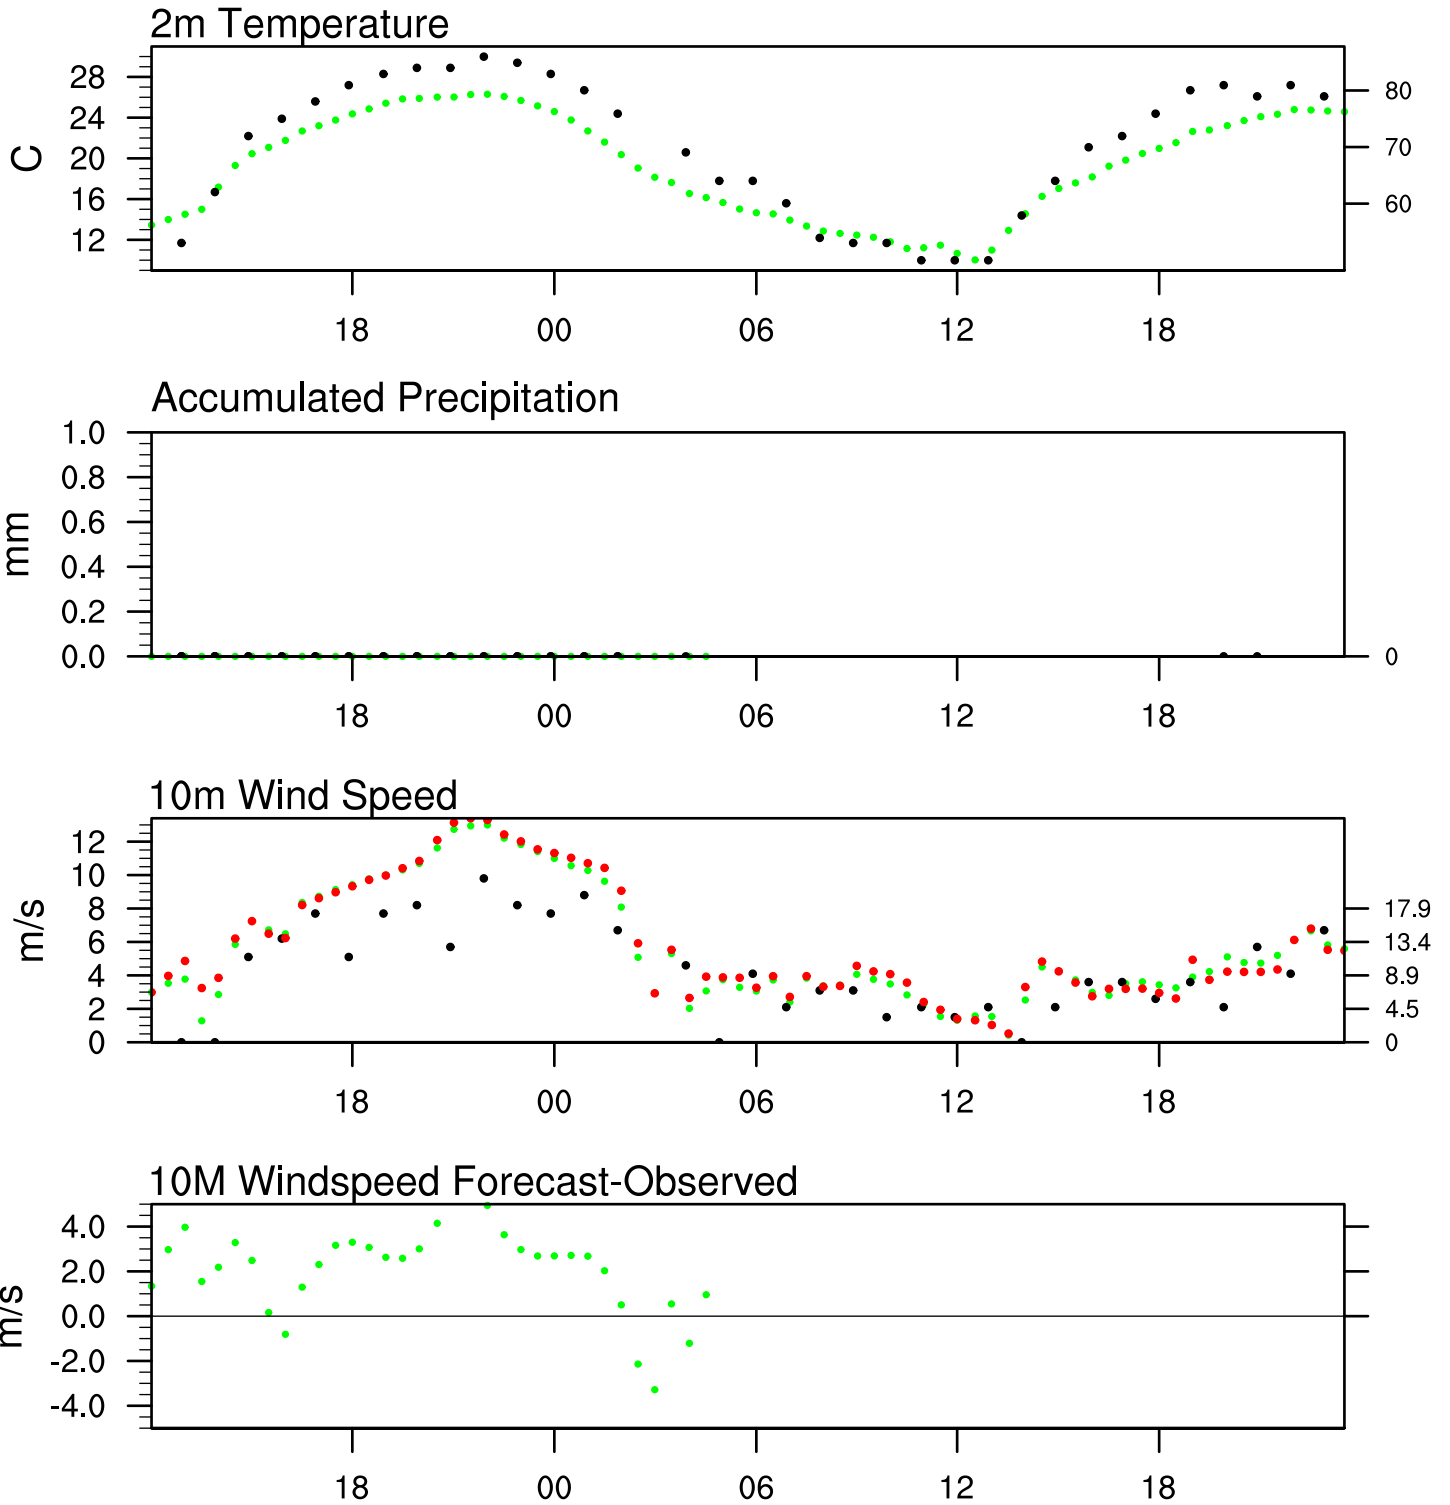 2m Temperature
28
24
20
16
12
C
80
70
60
18 00 06 12 18
Accumulated Precipitation
1.0
0.8
0.6
0.4
0.2
0.0
mm
0
18 00 06 12 18
10m Wind Speed
12
10
8
6
4
2
0
m/s
17.9
13.4
8.9
4.5
0
18 00 06 12 18
10M Windspeed Forecast-Observed
4.0
2.0
0.0
-2.0
-4.0
m/s
18 00 06 12 18